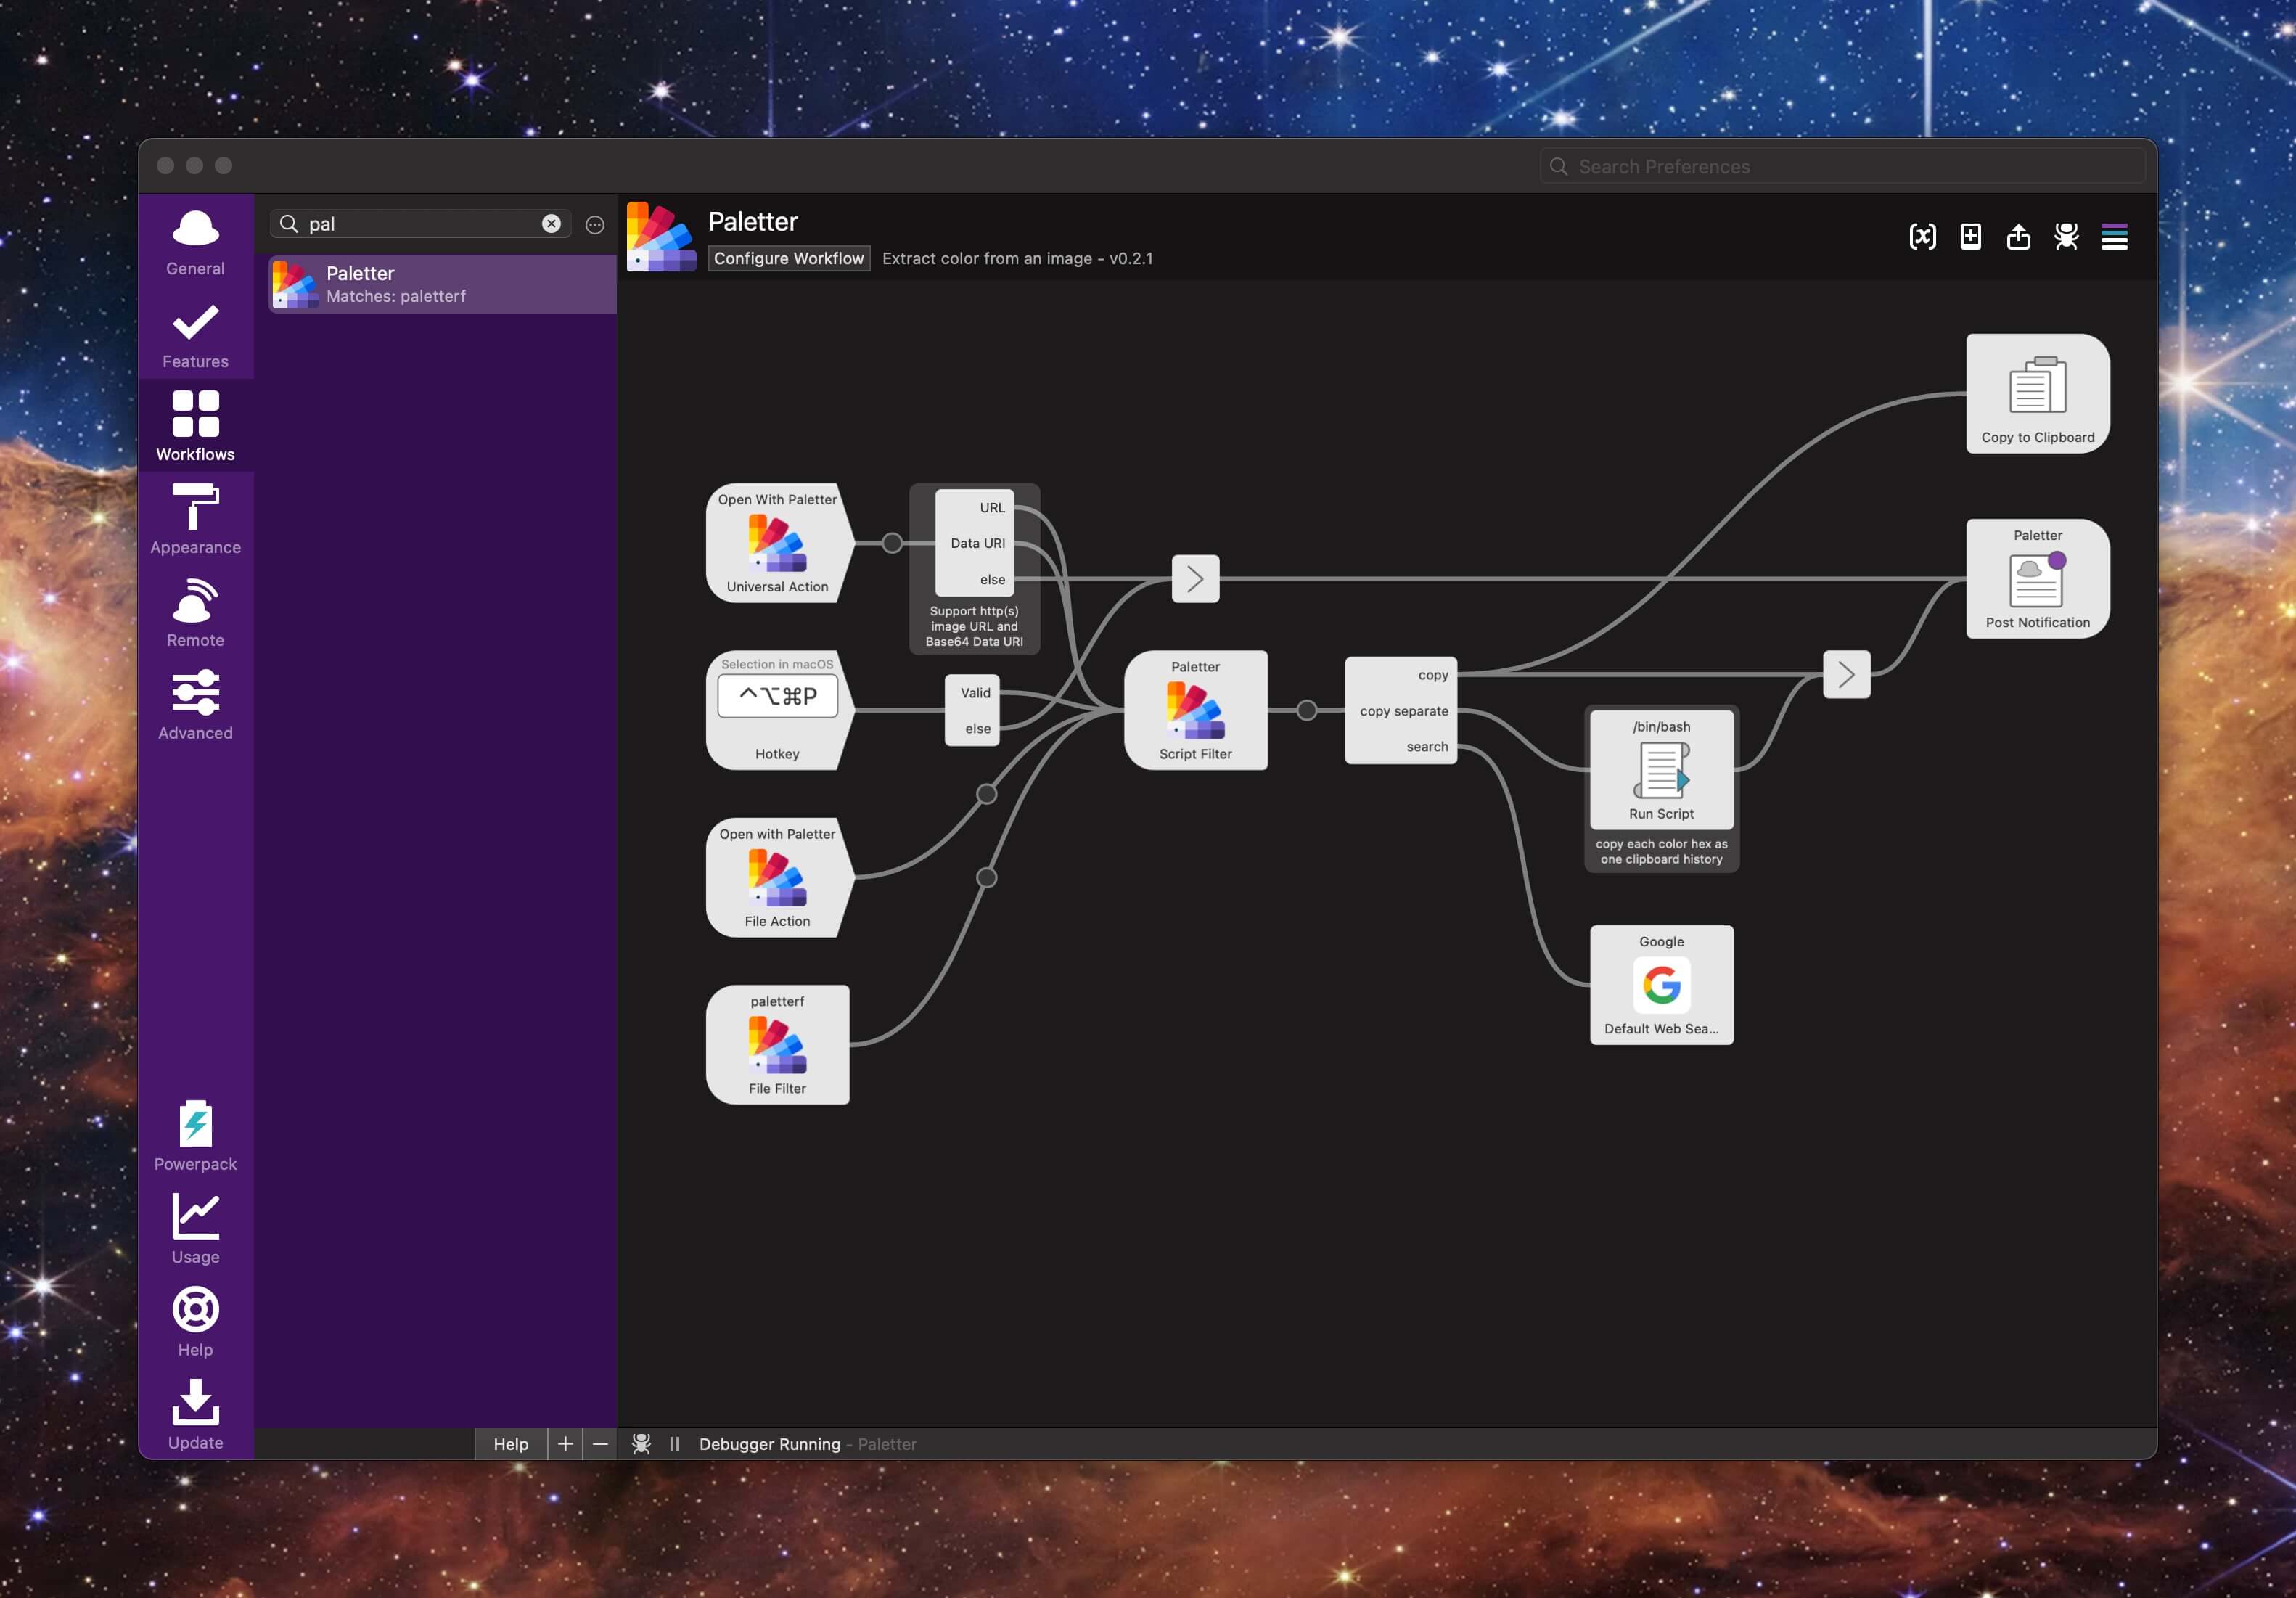 Search Preferences
General
Features
Workflows
Appearance
Remote
Advanced
Powerpack
Usage
Help
Update
pal
Paletter
Matches: paletterf
Paletter
Configure Workflow
Extract color from an image - v0.2.1
Open With Paletter
Universal Action
URL
Data URI
else
Support http(s)
image URL and
Base64 Data URI
Selection in macOS
^⌥⌘P
Hotkey
Valid
else
Open with Paletter
File Action
paletterf
File Filter
Paletter
Script Filter
copy
copy separate
search
/bin/bash
Run Script
copy each color hex as
one clipboard history
Google
Default Web Sea...
Copy to Clipboard
Paletter
Post Notification
Help
Debugger Running - Paletter